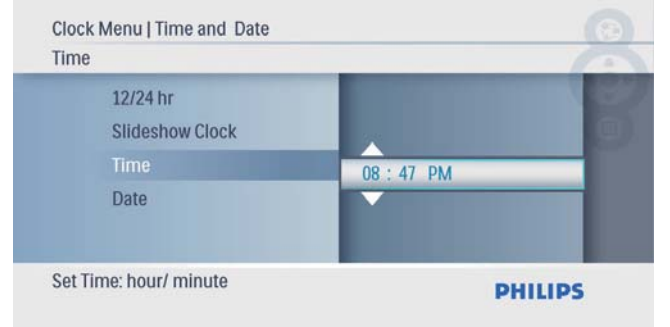 Clock Menu | Time and Date
Time
12/24 hr
Slideshow Clock
Time
08 : 47 PM
Date
Set Time: hour/ minute
PHILIPS